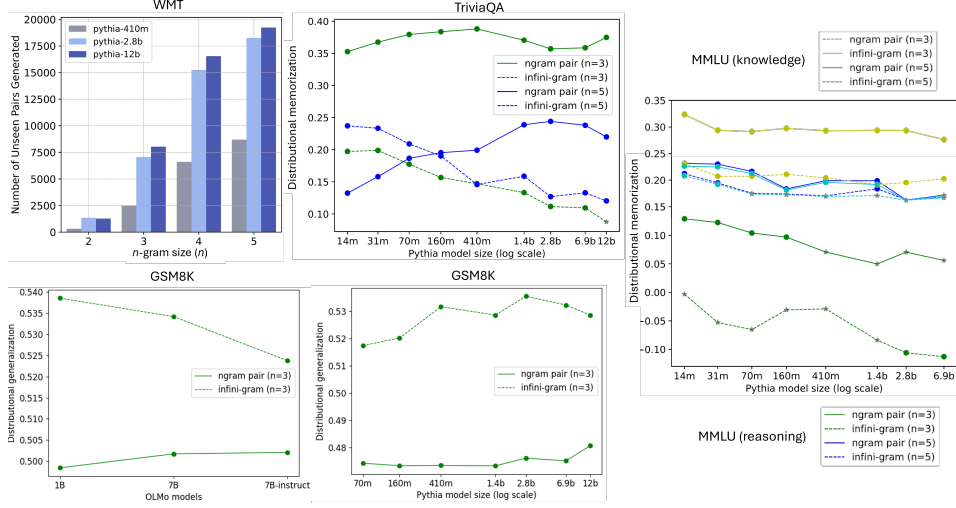 WMT
Number of Unseen Pairs Generated
20000
17500
15000
12500
10000
7500
5000
2500
0
pythia-410m
pythia-2.8b
pythia-12b
2 3 4 5
n-gram size (n)
TriviaQA
Distributional memorization
0.40
0.35
0.30
0.25
0.20
0.15
0.10
ngram pair (n=3)
infini-gram (n=3)
ngram pair (n=5)
infini-gram (n=5)
14m 31m 70m 160m 410m 1.4b 2.8b 6.9b 12b
Pythia model size (log scale)
MMLU (knowledge)
ngram pair (n=3)
infini-gram (n=3)
ngram pair (n=5)
infini-gram (n=5)
Distributional memorization
0.35
0.30
0.25
0.20
0.15
0.10
0.05
0.00
-0.05
-0.10
14m 31m 70m 160m 410m 1.4b 2.8b 6.9b
Pythia model size (log scale)
MMLU (reasoning)
ngram pair (n=3)
infini-gram (n=3)
ngram pair (n=5)
infini-gram (n=5)
GSM8K
Distributional generalization
0.540
0.535
0.530
0.525
0.520
0.515
0.510
0.505
0.500
ngram pair (n=3)
infini-gram (n=3)
1B 7B 7B-instruct
OLMo models
GSM8K
Distributional generalization
0.53
0.52
0.51
0.50
0.49
0.48
ngram pair (n=3)
infini-gram (n=3)
70m 160m 410m 1.4b 2.8b 6.9b 12b
Pythia model size (log scale)